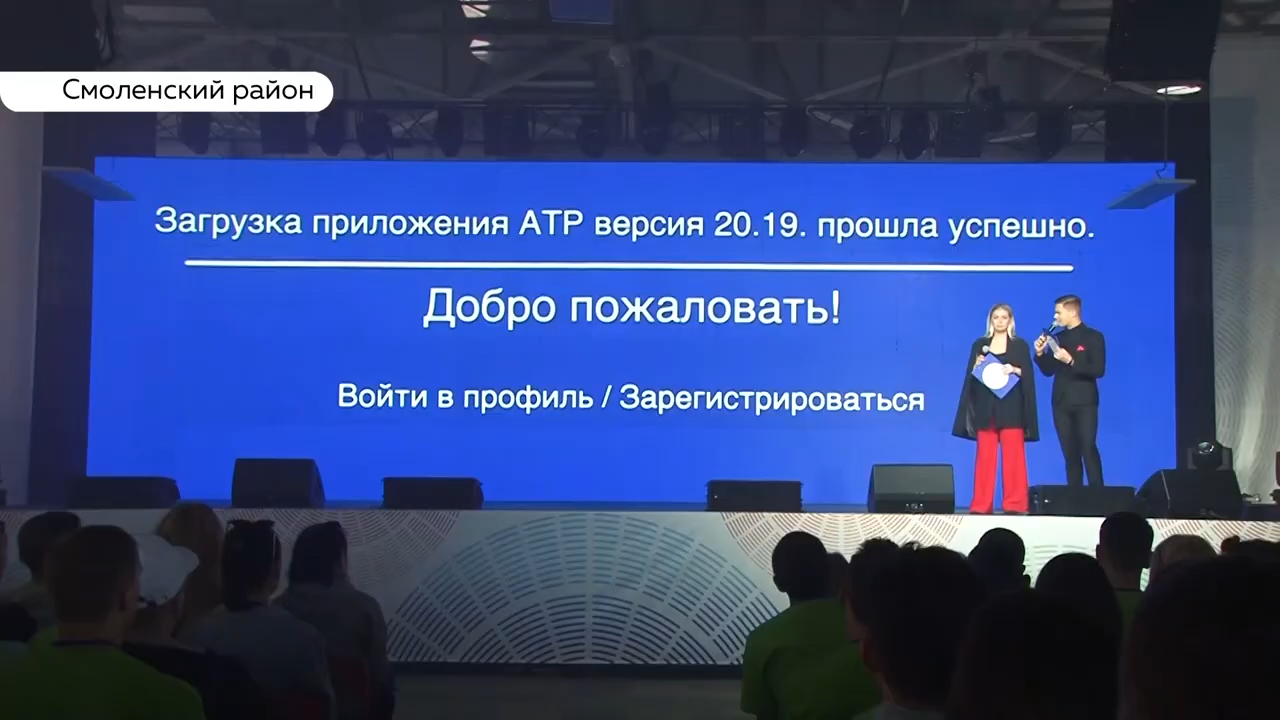 Смоленский район
Загрузка приложения АТР версия 20.19. прошла успешно.
Добро пожаловать!
Войти в профиль / Зарегистрироваться